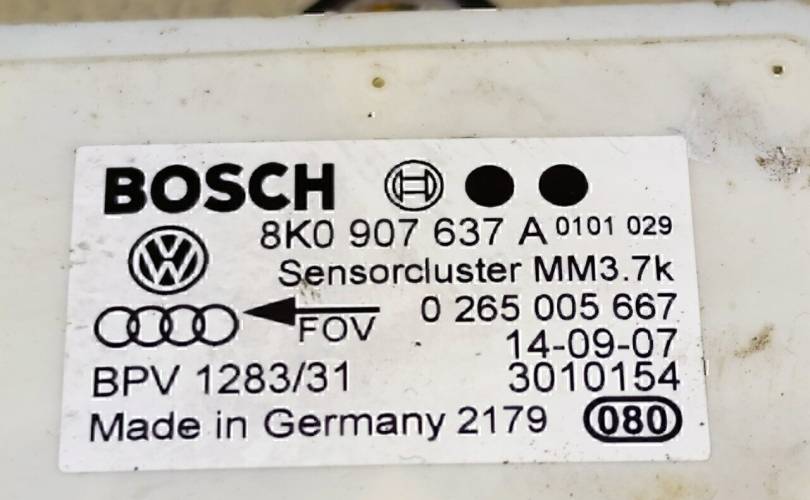 BOSCH
8K0 907 637 A 0101 029
Sensorcluster MM3.7k
FOV 0 265 005 667
14-09-07
BPV 1283/31 3010154
Made in Germany 2179 080